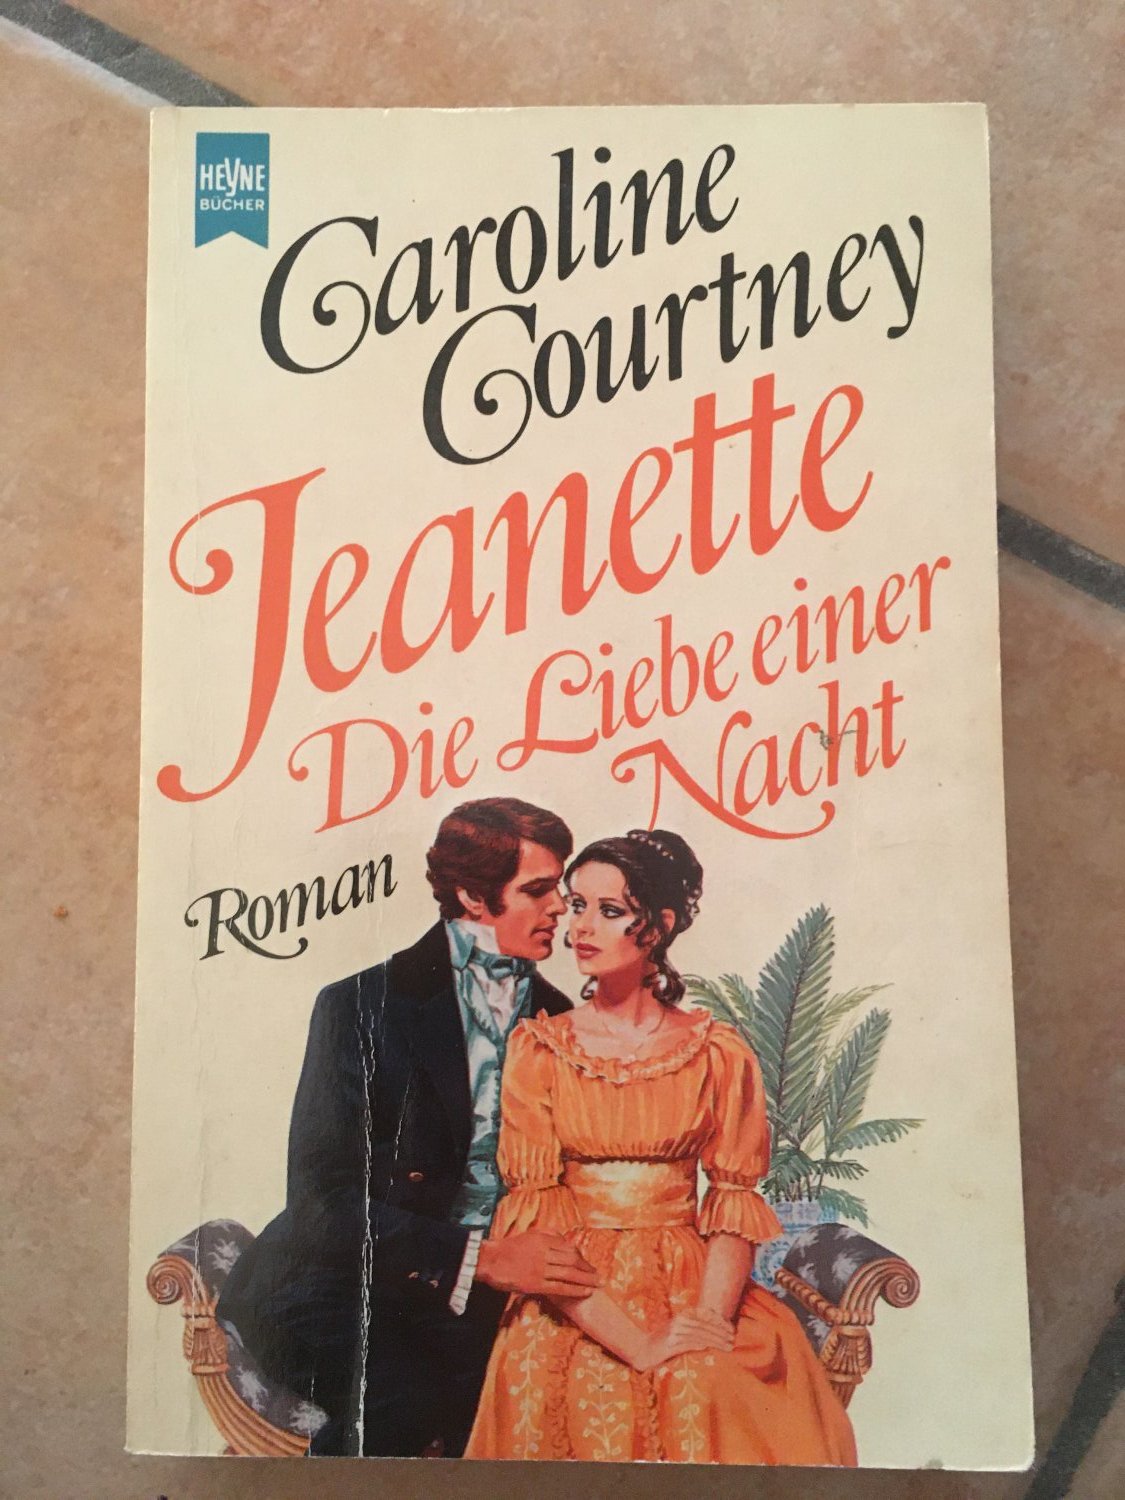 HEYNE
BÜCHER
Caroline
Courtney
Jeanette
Die Liebe einer
Nacht
Roman